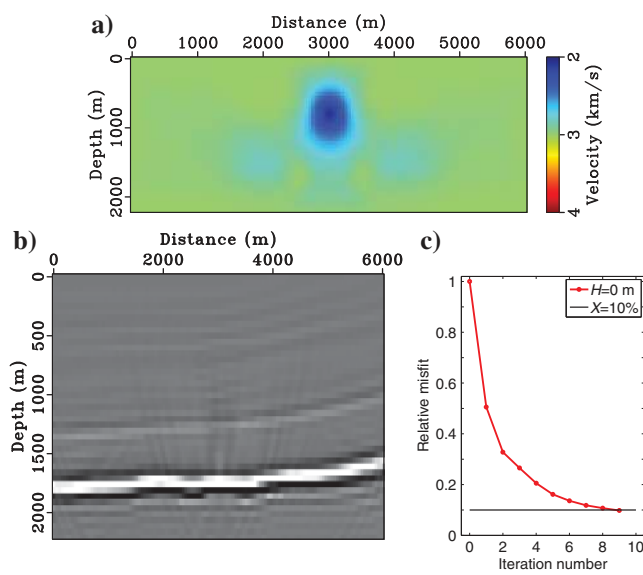 a)
Distance (m)
0 1000 2000 3000 4000 5000 6000
Depth (m)
0
1000
2000
2
3
4
Velocity (km/s)
b)
Distance (m)
0 2000 4000 6000
Depth (m)
0
500
1000
1500
2000
c)
Relative misfit
1
0.8
0.6
0.4
0.2
0
H=0 m
X=10%
0 2 4 6 8 10
Iteration number